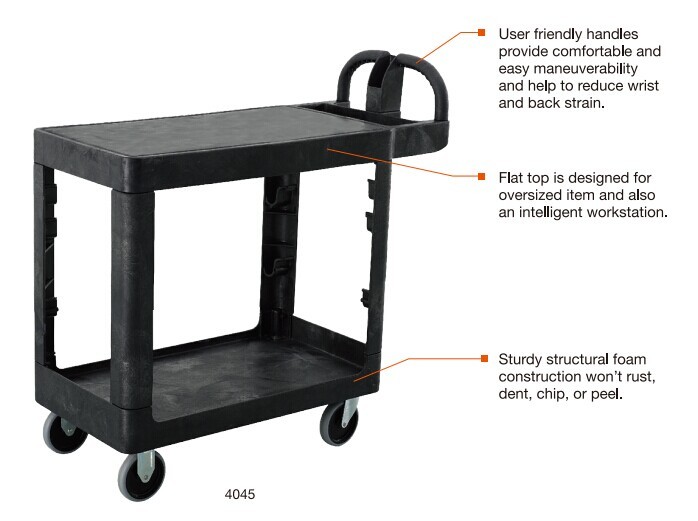 User friendly handles
provide comfortable and
easy maneuverability
and help to reduce wrist
and back strain.
Flat top is designed for
oversized item and also
an intelligent workstation.
Sturdy structural foam
construction won't rust,
dent, chip, or peel.
4045